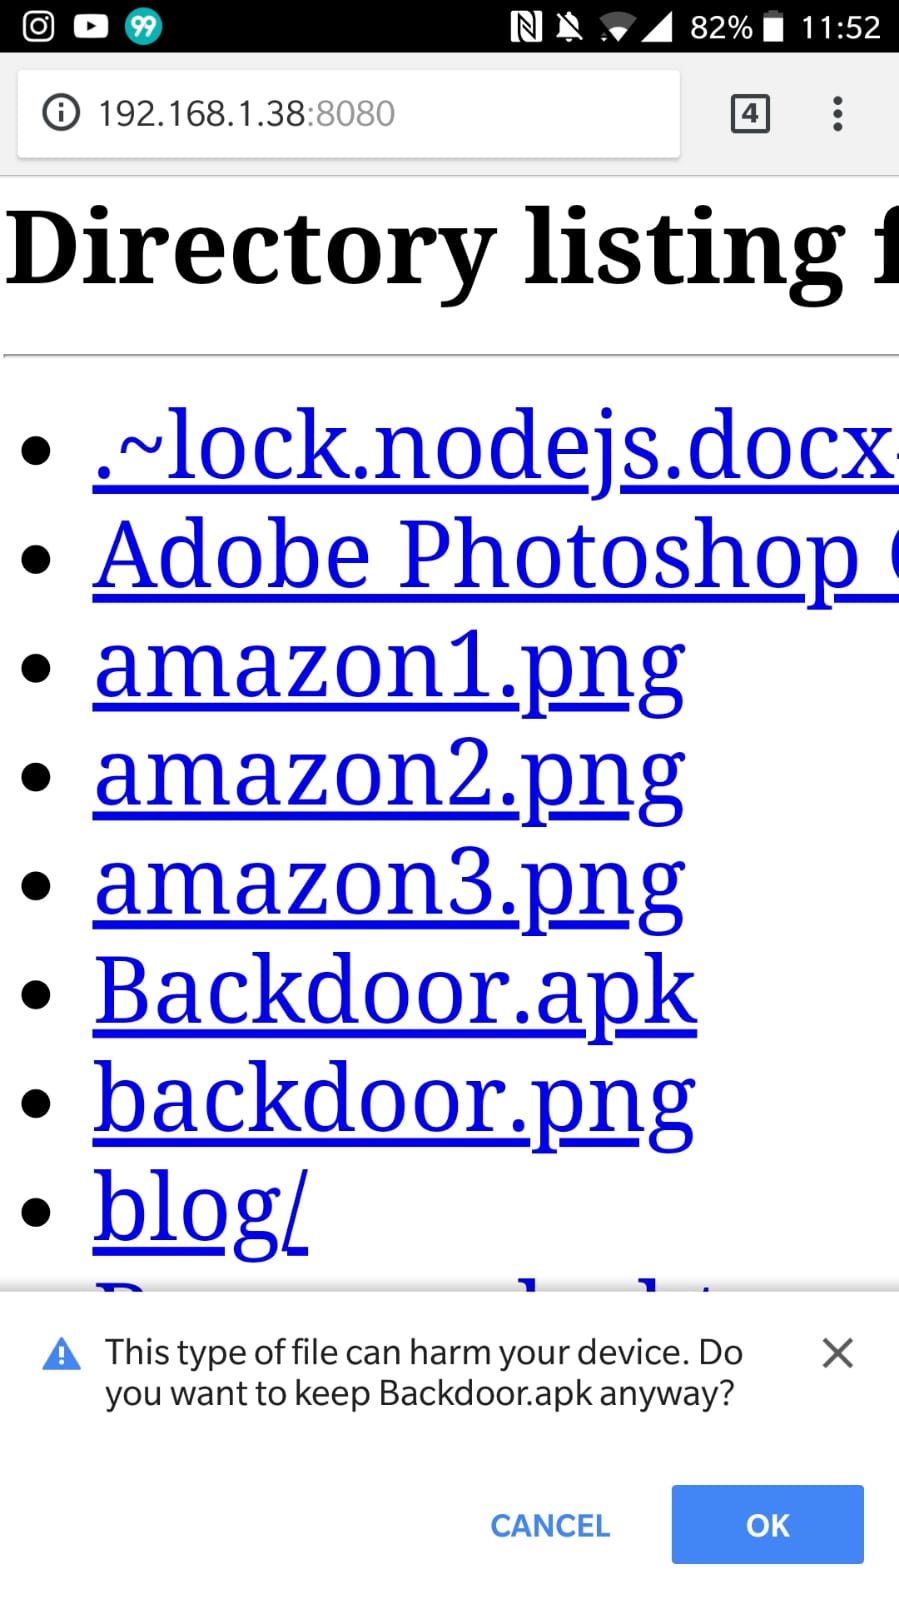 99 82% 11:52
192.168.1.38:8080 4
Directory listing
.~lock.nodejs.docx
Adobe Photoshop
amazon1.png
amazon2.png
amazon3.png
Backdoor.apk
backdoor.png
blog/
This type of file can harm your device. Do
you want to keep Backdoor.apk anyway?
CANCEL OK